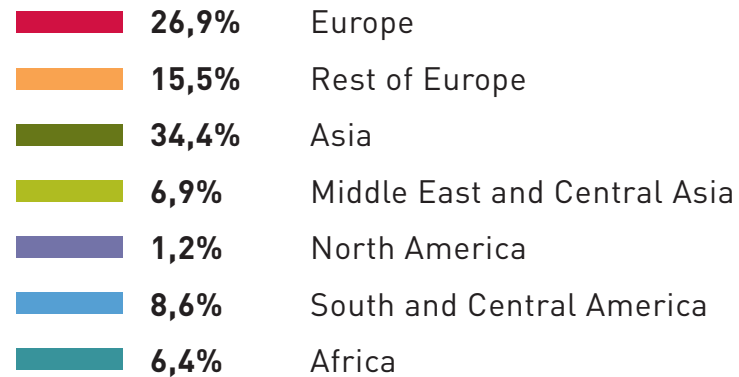 26,9% Europe
15,5% Rest of Europe
34,4% Asia
6,9% Middle East and Central Asia
1,2% North America
8,6% South and Central America
6,4% Africa